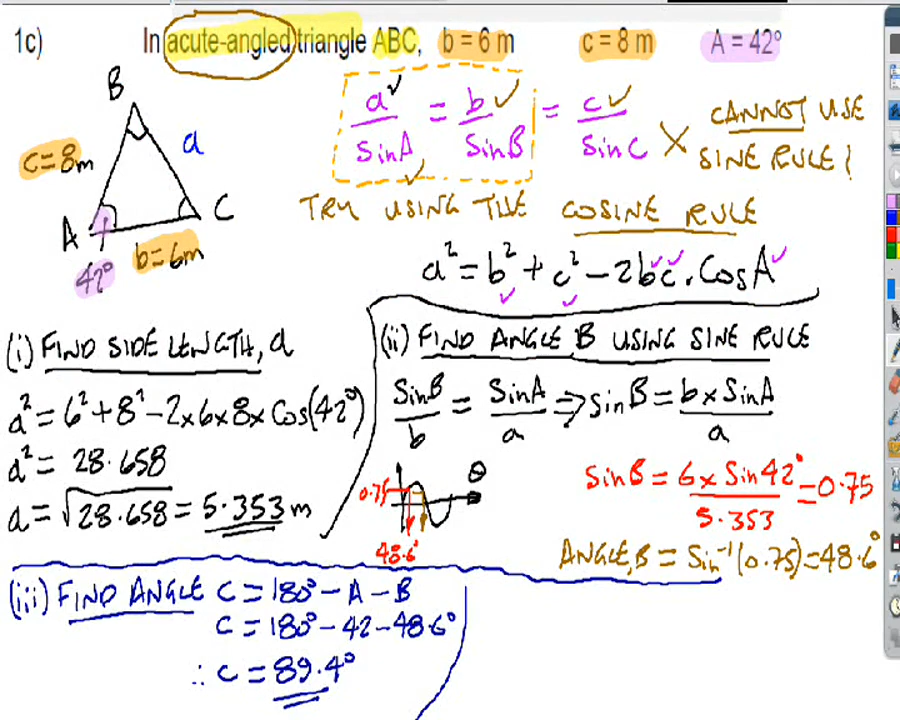 1c) In acute-angled triangle ABC, b = 6 m c = 8 m A = 42°
B
c=8m
a
A
C
42°
b=6m
a/SinA = b/SinB = c/SinC
CANNOT USE
SINE RULE!
TRY USING THE COSINE RULE
a² = b² + c² - 2bc.CosA
(i) FIND SIDE LENGTH, a
a² = 6² + 8² - 2x6x8x Cos(42°)
a² = 28.658
a = √28.658 = 5.353 m
(ii) FIND ANGLE B USING SINE RULE
SinB/b = SinA/a => SinB = b x SinA/a
0.75
θ
48.6°
SinB = 6 x Sin42°/5.353 = 0.75
ANGLE, B = Sin⁻¹(0.75) = 48.6°
(iii) FIND ANGLE C = 180° - A - B
C = 180° - 42 - 48.6°
∴ C = 89.4°